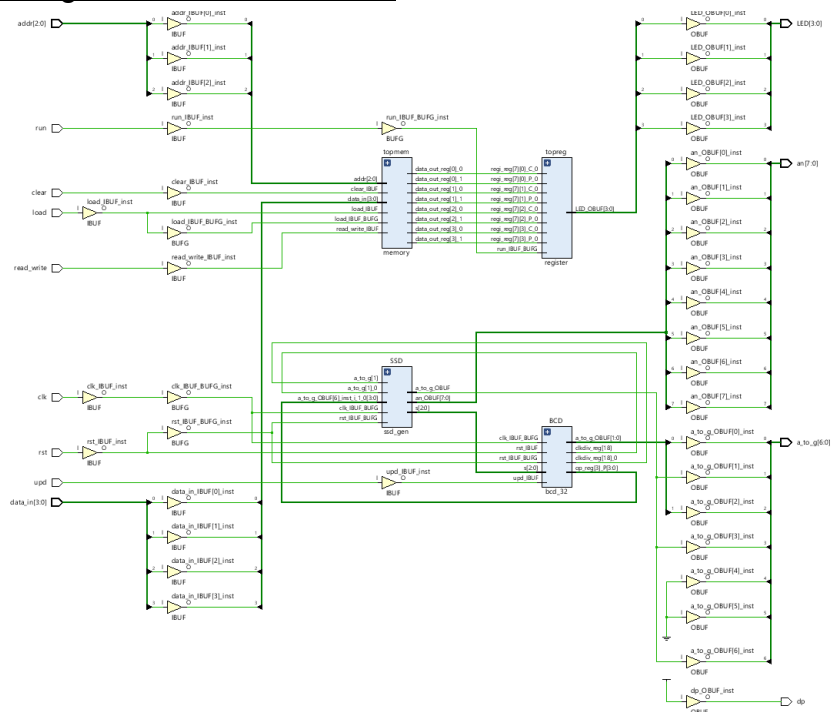 addr[2:0]
addr_IBUF[0]_inst
IBUF
addr_IBUF[1]_inst
IBUF
addr_IBUF[2]_inst
IBUF
run
run_IBUF_inst
IBUF
run_IBUF_BUFG_inst
BUFG
clear
clear_IBUF_inst
IBUF
load
load_IBUF_inst
IBUF
load_IBUF_BUFG_inst
BUFG
read_write
read_write_IBUF_inst
IBUF
topmem
addr[2:0]
clear_IBUF
data_in[3:0]
load_IBUF
load_IBUF_BUFG
read_write_IBUF
data_out_reg[0]_0
data_out_reg[0]_1
data_out_reg[1]_0
data_out_reg[1]_1
data_out_reg[2]_0
data_out_reg[2]_1
data_out_reg[3]_0
data_out_reg[3]_1
memory
topreg
regi_reg[7][0]_C_0
regi_reg[7][0]_P_0
regi_reg[7][1]_C_0
regi_reg[7][1]_P_0
regi_reg[7][2]_C_0
regi_reg[7][2]_P_0
regi_reg[7][3]_C_0
regi_reg[7][3]_P_0
run_IBUF_BUFG
LED_OBUF[3:0]
register
LED_OBUF[0]_inst
OBUF
LED_OBUF[1]_inst
OBUF
LED_OBUF[2]_inst
OBUF
LED_OBUF[3]_inst
OBUF
LED[3:0]
an_OBUF[0]_inst
OBUF
an_OBUF[1]_inst
OBUF
an_OBUF[2]_inst
OBUF
an_OBUF[3]_inst
OBUF
an_OBUF[4]_inst
OBUF
an_OBUF[5]_inst
OBUF
an_OBUF[6]_inst
OBUF
an_OBUF[7]_inst
OBUF
an[7:0]
clk
clk_IBUF_inst
IBUF
clk_IBUF_BUFG_inst
BUFG
rst
rst_IBUF_inst
IBUF
rst_IBUF_BUFG_inst
BUFG
upd
upd_IBUF_inst
IBUF
data_in[3:0]
data_in_IBUF[0]_inst
IBUF
data_in_IBUF[1]_inst
IBUF
data_in_IBUF[2]_inst
IBUF
data_in_IBUF[3]_inst
IBUF
SSD
a_to_g[1]
a_to_g[1]_0
a_to_g_OBUF[6]_inst_i_1_0[3:0]
clk_IBUF_BUFG
rst_IBUF_BUFG
a_to_g_OBUF
an_OBUF[7:0]
s[2:0]
ssd_gen
BCD
clk_IBUF_BUFG
rst_IBUF
rst_IBUF_BURG
s[2:0]
upd_IBUF
a_to_g_OBUF[1:0]
clkdiv_reg[18]
clkdiv_reg[18]_0
op_reg[3]_P[3:0]
bcd_32
a_to_g_OBUF[0]_inst
OBUF
a_to_g_OBUF[1]_inst
OBUF
a_to_g_OBUF[2]_inst
OBUF
a_to_g_OBUF[3]_inst
OBUF
a_to_g_OBUF[4]_inst
OBUF
a_to_g_OBUF[5]_inst
OBUF
a_to_g_OBUF[6]_inst
OBUF
a_to_g[6:0]
dp_OBUF_inst
OBUF
dp